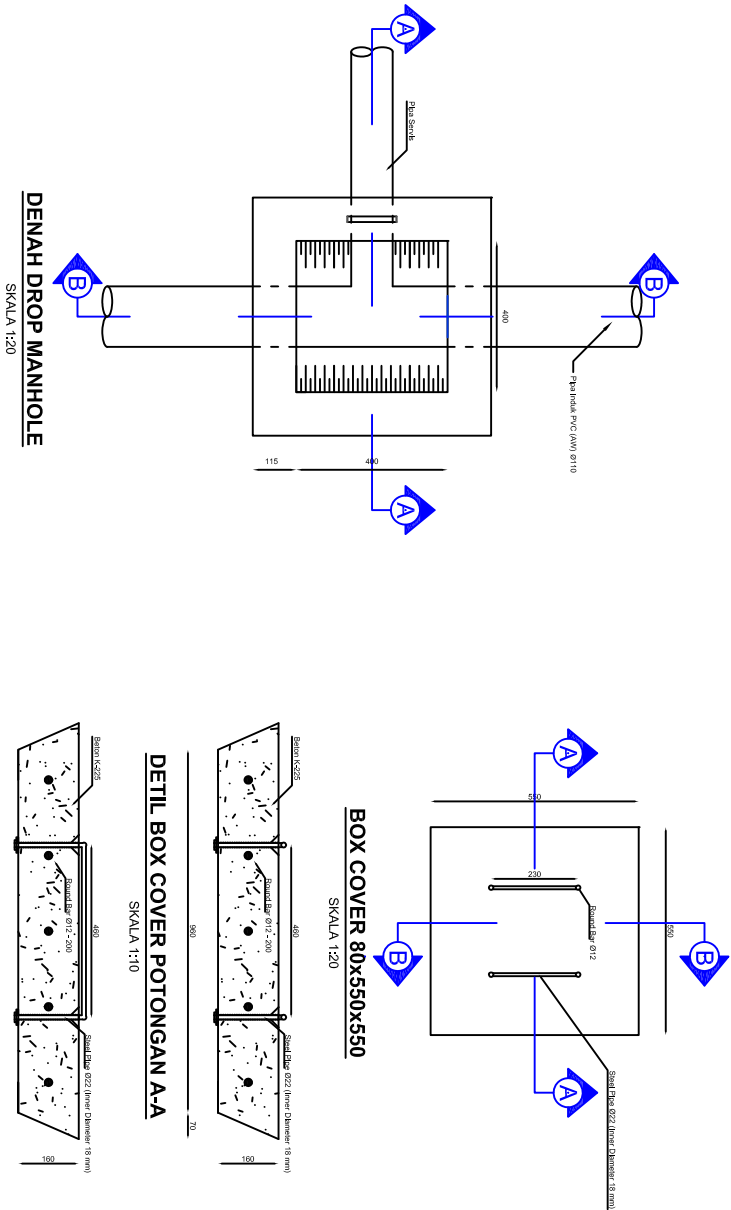 A
Pipa Servis
B
400
Pipa Induk PVC (AW) Ø110
B
115
400
A
DENAH DROP MANHOLE
SKALA 1:20
A
550
550
230
Round Bar Ø12
B
B
Steel Pipe Ø22 (Inner Diameter 18 mm)
A
BOX COVER 80x550x550
SKALA 1:20
Beton K-225
460
Round Bar Ø12 - 200
Steel Pipe Ø22 (Inner Diameter 18 mm)
160
960
70
DETIL BOX COVER POTONGAN A-A
SKALA 1:10
Beton K-225
460
Round Bar Ø12 - 200
Steel Pipe Ø22 (Inner Diameter 18 mm)
160